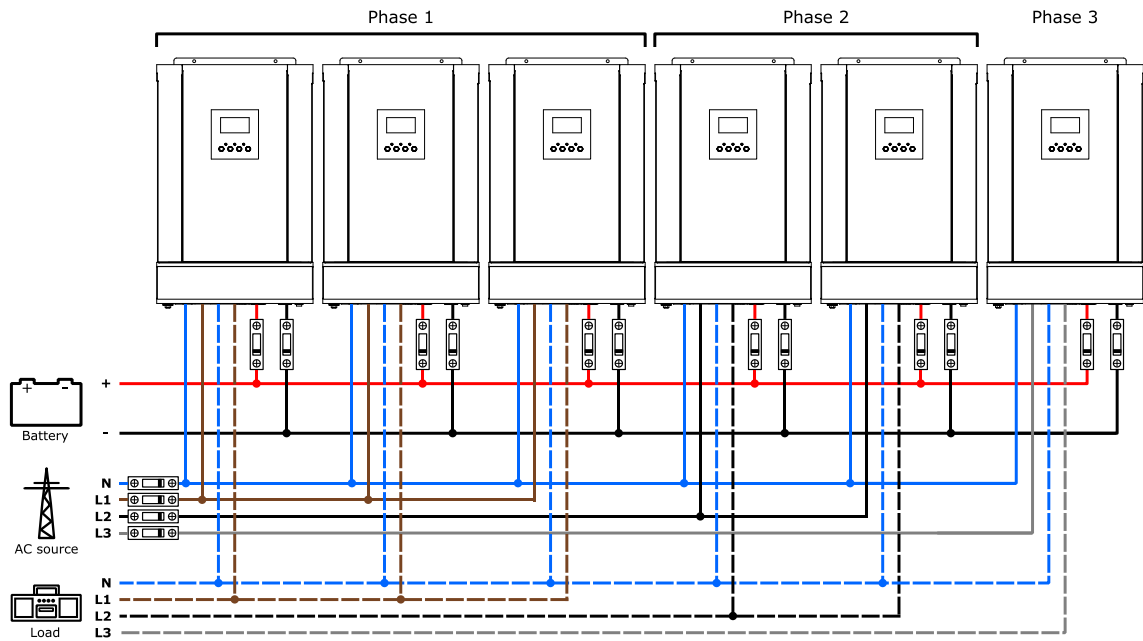 Phase 1
Phase 2
Phase 3
+ -
+
Battery
-
N
L1
L2
L3
AC source
N
L1
L2
L3
Load